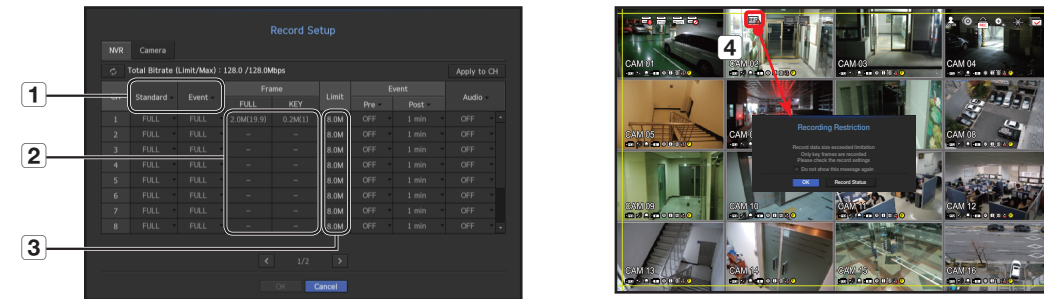 Record Setup
NVR Camera
Total Bitrate (Limit/Max) : 128.0 /128.0Mbps Apply to CH
CH Standard Event Frame Limit Event Audio
FULL KEY Pre Post
1 FULL FULL 2.0M(19.9) 0.2M(1) 8.0M OFF 1 min OFF
2 FULL FULL – – 8.0M OFF 1 min OFF
3 FULL FULL – – 8.0M OFF 1 min OFF
4 FULL FULL – – 8.0M OFF 1 min OFF
5 FULL FULL – – 8.0M OFF 1 min OFF
6 FULL FULL – – 8.0M OFF 1 min OFF
7 FULL FULL – – 8.0M OFF 1 min OFF
8 FULL FULL – – 8.0M OFF 1 min OFF
< 1/2 >
OK Cancel
1
2
3
4
CAM 01 CAM 02 CAM 03 CAM 04
CAM 05 CAM 08
Recording Restriction
Record data size exceeded limitation
Only key frames are recorded
Please check the record settings
Do not show this message again
OK Record Status
CAM 09 CAM 10 CAM 12
CAM 13 CAM 14 CAM 15 CAM 16